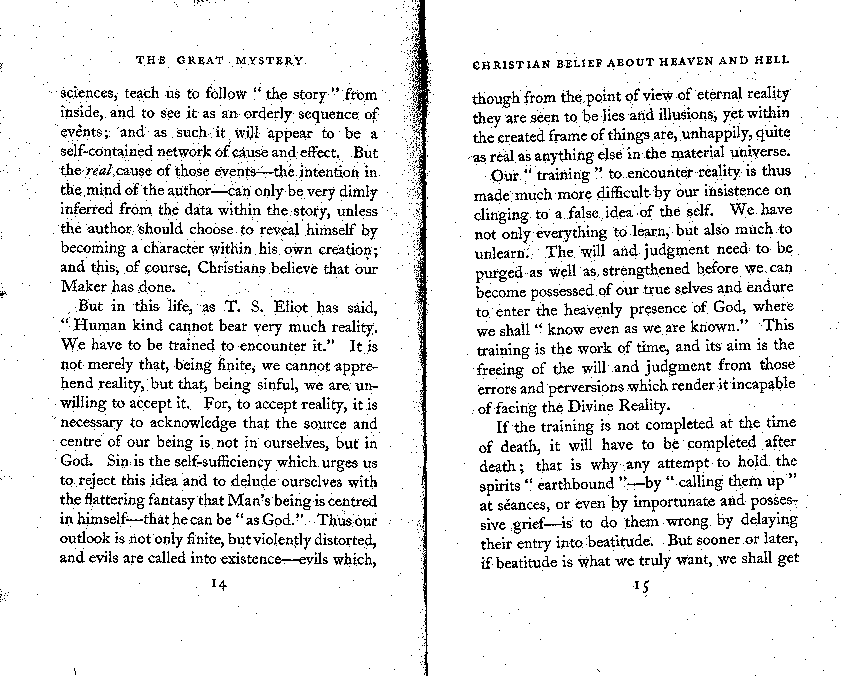 THE GREAT MYSTERY
sciences, teach us to follow “ the story ” from
inside, and to see it as an orderly sequence of
events; and as such it will appear to be a
self-contained network of cause and effect. But
the real cause of those events—the intention in
the mind of the author—can only be very dimly
inferred from the data within the story, unless
the author should choose to reveal himself by
becoming a character within his own creation;
and this, of course, Christians believe that our
Maker has done.
But in this life, as T. S. Eliot has said,
“ Human kind cannot bear very much reality.
We have to be trained to encounter it.” It is
not merely that, being finite, we cannot appre-
hend reality, but that, being sinful, we are un-
willing to accept it. For, to accept reality, it is
necessary to acknowledge that the source and
centre of our being is not in ourselves, but in
God. Sin is the self-sufficiency which urges us
to reject this idea and to delude ourselves with
the flattering fantasy that Man’s being is centred
in himself—that he can be “ as God.” Thus our
outlook is not only finite, but violently distorted,
and evils are called into existence—evils which,
14
CHRISTIAN BELIEF ABOUT HEAVEN AND HELL
though from the point of view of eternal reality
they are seen to be lies and illusions, yet within
the created frame of things are, unhappily, quite
as real as anything else in the material universe.
Our “ training ” to encounter reality is thus
made much more difficult by our insistence on
clinging to a false idea of the self. We have
not only everything to learn, but also much to
unlearn. The will and judgment need to be
purged as well as strengthened before we can
become possessed of our true selves and endure
to enter the heavenly presence of God, where
we shall “ know even as we are known.” This
training is the work of time, and its aim is the
freeing of the will and judgment from those
errors and perversions which render it incapable
of facing the Divine Reality.
If the training is not completed at the time
of death, it will have to be completed after
death; that is why any attempt to hold the
spirits “ earthbound ”—by “ calling them up ”
at séances, or even by importunate and posses-
sive grief—is to do them wrong by delaying
their entry into beatitude. But sooner or later,
if beatitude is what we truly want, we shall get
15